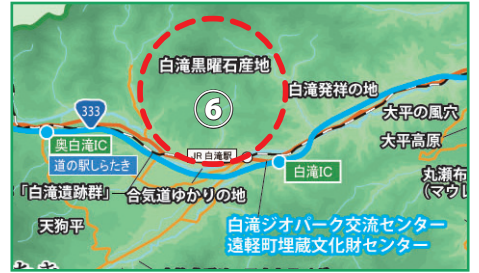 白滝黒曜石産地
⑥
白滝発祥の地
333
大平の風穴
大平高原
奥白滝IC
道の駅しらたき
JR 白滝駅
白滝IC
丸瀬布
(マウレ
「白滝遺跡群」
合気道ゆかりの地
天狗平
白滝ジオパーク交流センター
遠軽町埋蔵文化財センター